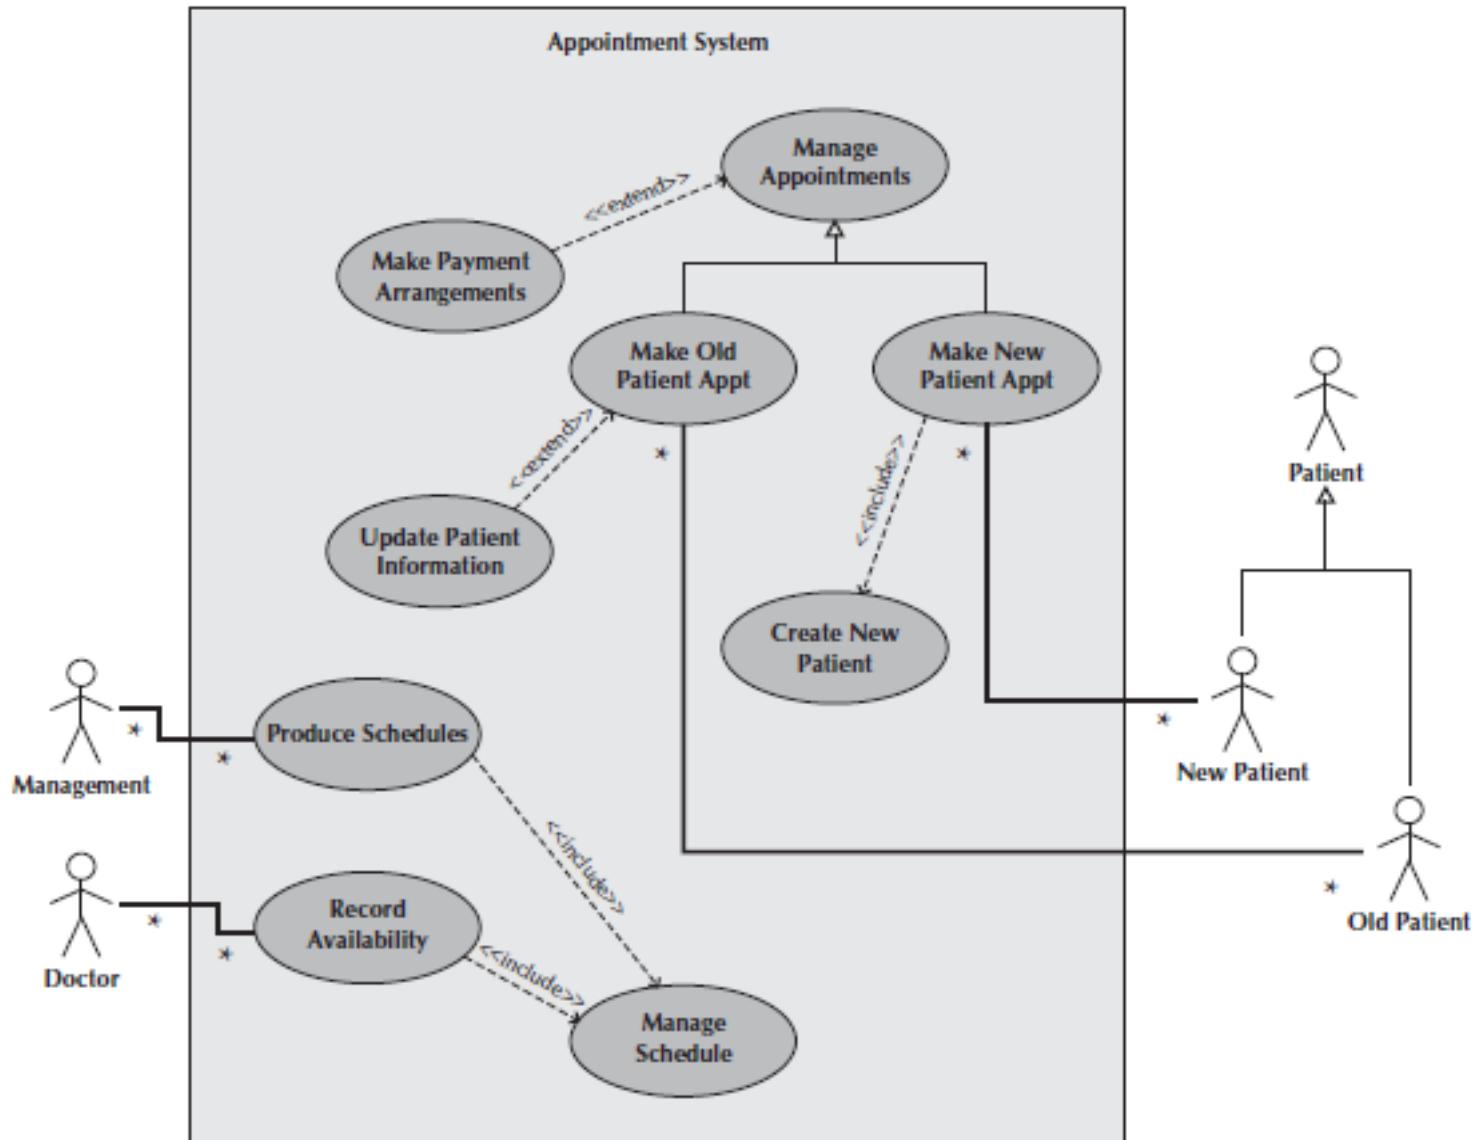 Appointment System
Manage
Appointments
<<extend>>
Make Payment
Arrangements
Make Old
Patient Appt
Make New
Patient Appt
Patient
*
*
<<extend>>
<<include>>
Update Patient
Information
Create New
Patient
Management
*
*
Produce Schedules
*
New Patient
<<include>>
Doctor
*
*
Record
Availability
<<include>>
*
Old Patient
Manage
Schedule